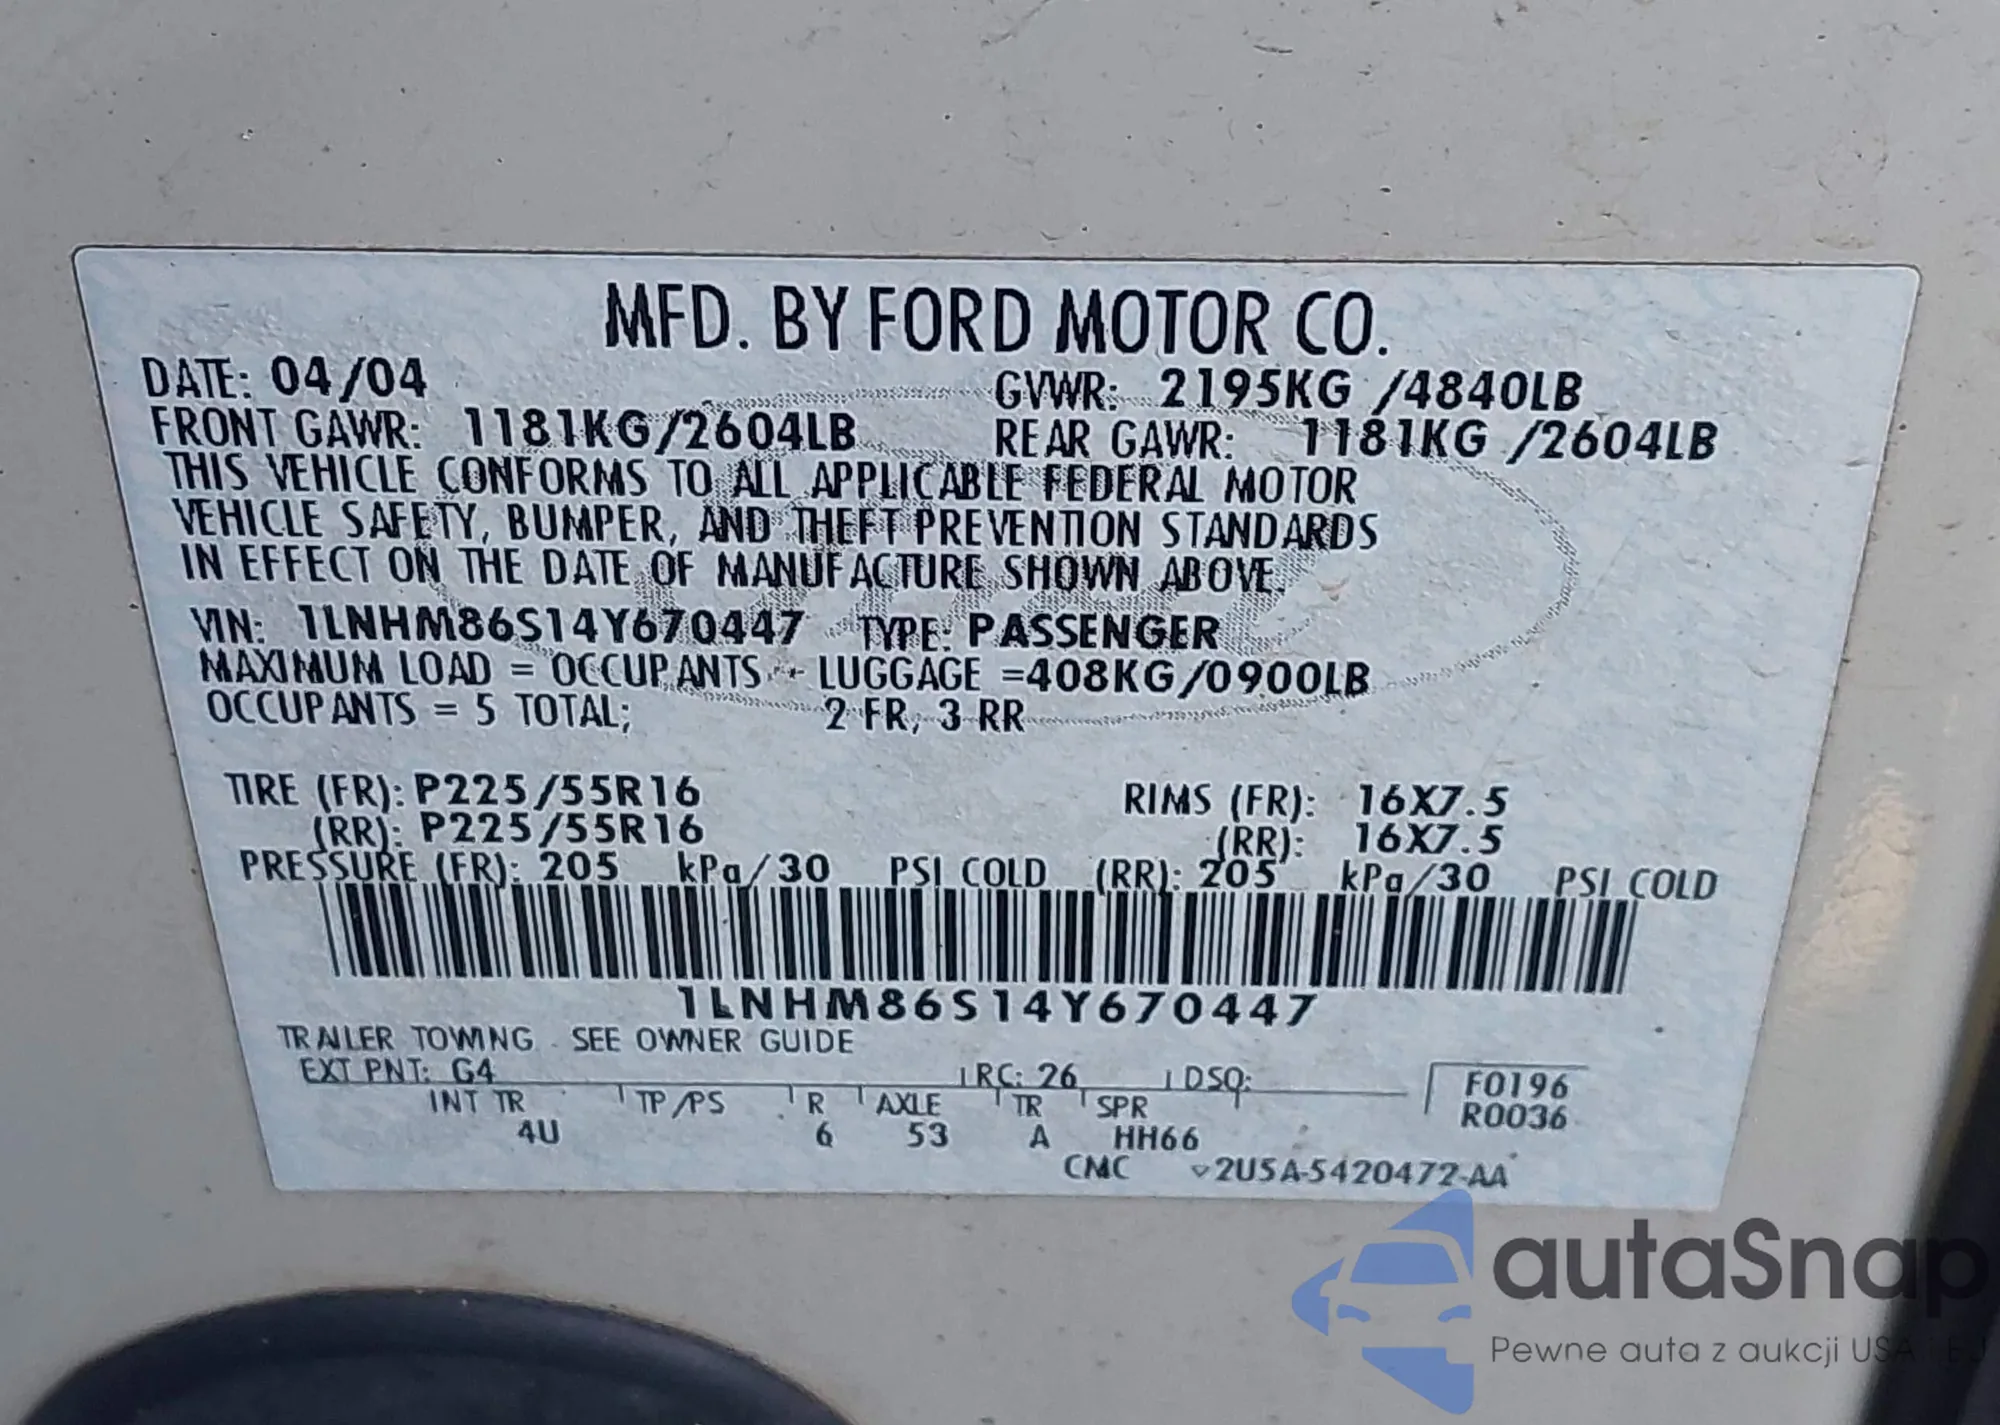 MFD. BY FORD MOTOR CO.
DATE: 04/04 GVWR: 2195KG /4840LB
FRONT GAWR: 1181KG/2604LB REAR GAWR: 1181KG /2604LB
THIS VEHICLE CONFORMS TO ALL APPLICABLE FEDERAL MOTOR
VEHICLE SAFETY, BUMPER, AND THEFT PREVENTION STANDARDS
IN EFFECT ON THE DATE OF MANUFACTURE SHOWN ABOVE.
VIN: 1LNHM86S14Y670447 TYPE: PASSENGER
MAXIMUM LOAD = OCCUPANTS + LUGGAGE =408KG/0900LB
OCCUPANTS = 5 TOTAL; 2 FR, 3 RR
TIRE (FR): P225/55R16 RIMS (FR): 16X7.5
(RR): P225/55R16 (RR): 16X7.5
PRESSURE (FR): 205 kPa/30 PSI COLD (RR): 205 kPa/30 PSI COLD
1LNHM86S14Y670447
TRAILER TOWING - SEE OWNER GUIDE
EXT PNT: G4 RC: 26 DSO: F0196
INT TR TP/PS R AXLE TR SPR R0036
4U 6 53 A HH66
CMC 2U5A-5420472-AA
autaSnap
Pewne auta z aukcji USA i EU